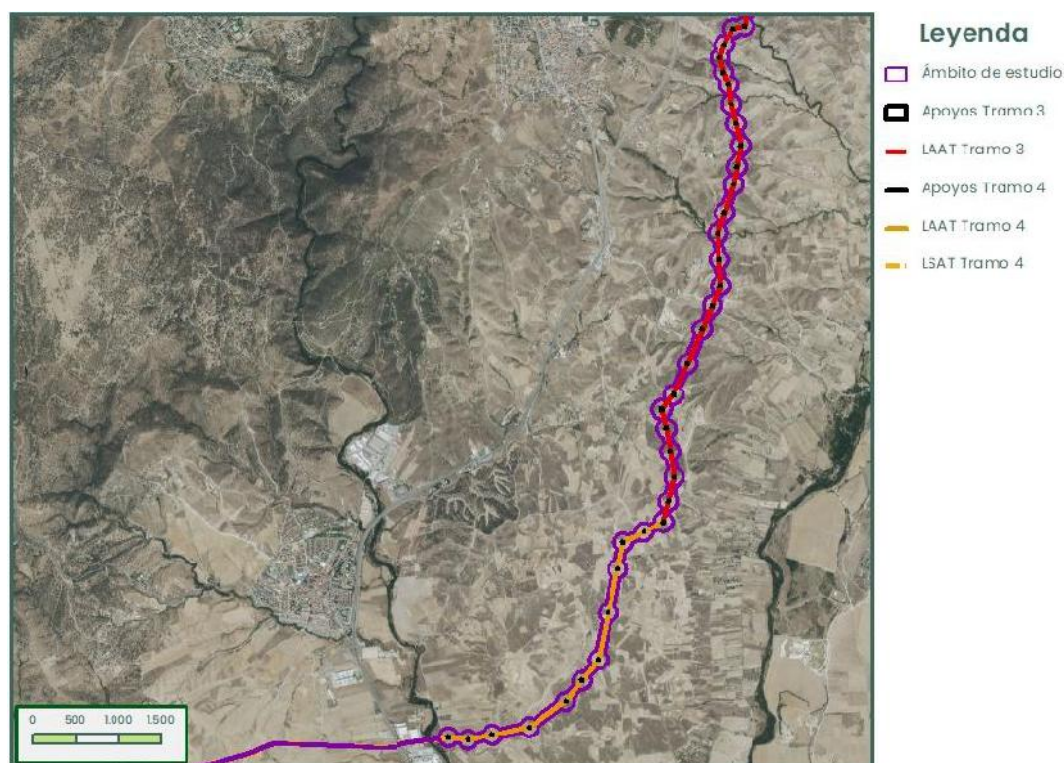 Leyenda
Ámbito de estudio
Apoyos Tramo 3
LAAT Tramo 3
Apoyos Tramo 4
LAAT Tramo 4
LSAT Tramo 4
0 500 1.000 1.500